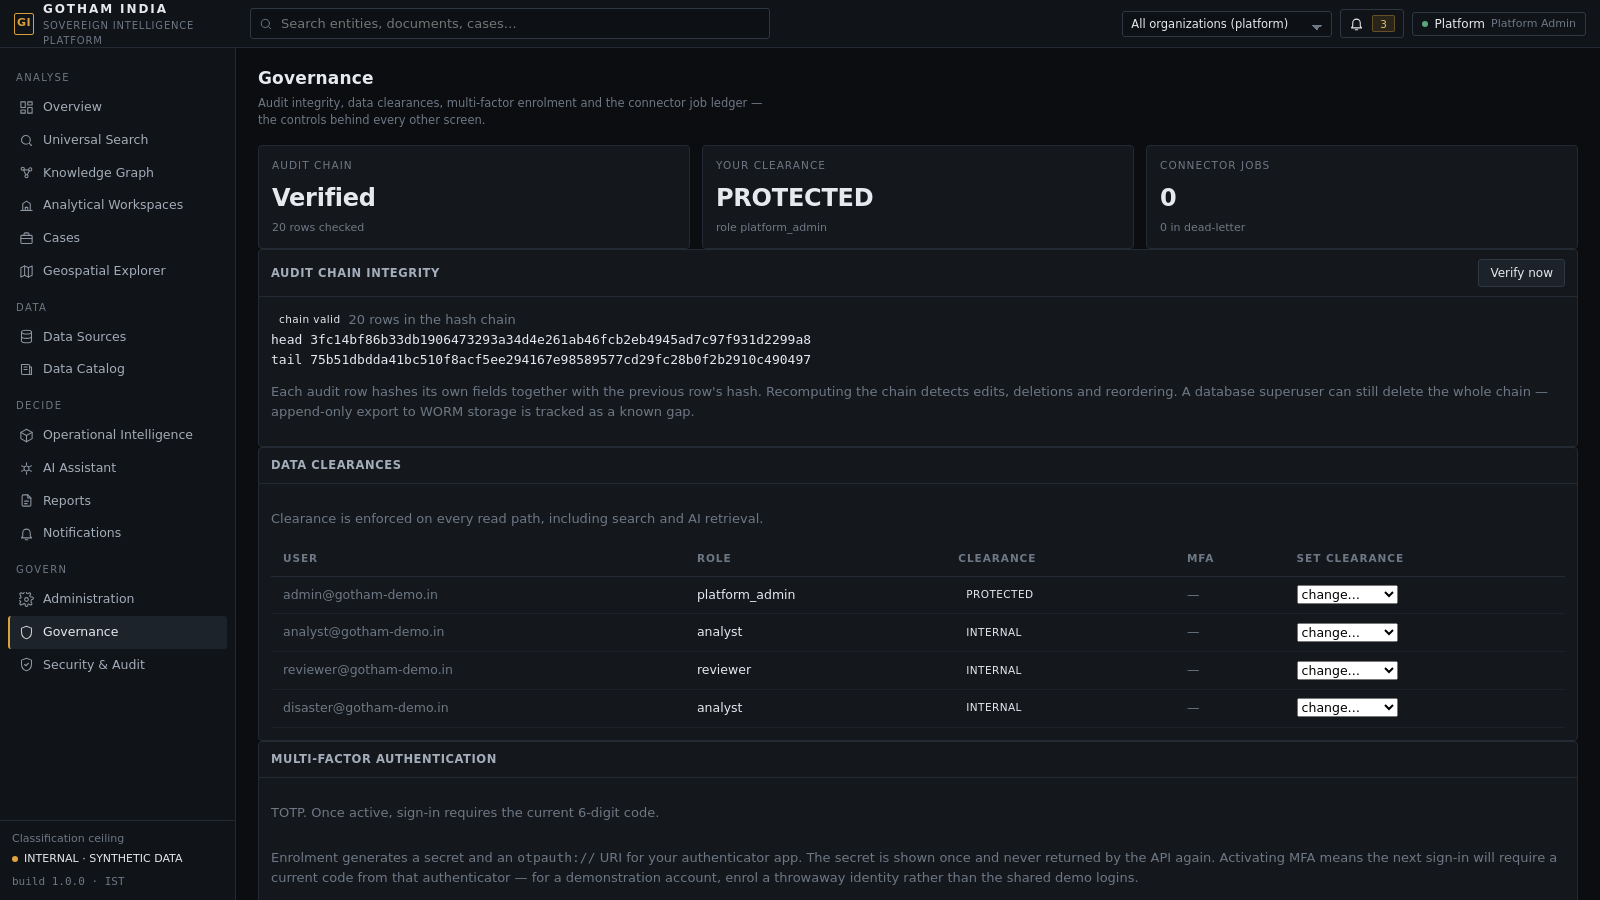 GI
GOTHAM INDIA
SOVEREIGN INTELLIGENCE
PLATFORM
Search entities, documents, cases…
All organizations (platform)
3
Platform Platform Admin
ANALYSE
Overview
Universal Search
Knowledge Graph
Analytical Workspaces
Cases
Geospatial Explorer
DATA
Data Sources
Data Catalog
DECIDE
Operational Intelligence
AI Assistant
Reports
Notifications
GOVERN
Administration
Governance
Security & Audit
Classification ceiling
INTERNAL · SYNTHETIC DATA
build 1.0.0 · IST
Governance
Audit integrity, data clearances, multi-factor enrolment and the connector job ledger —
the controls behind every other screen.
AUDIT CHAIN
Verified
20 rows checked
YOUR CLEARANCE
PROTECTED
role platform_admin
CONNECTOR JOBS
0
0 in dead-letter
AUDIT CHAIN INTEGRITY
Verify now
chain valid 20 rows in the hash chain
head 3fc14bf86b33db1906473293a34d4e261ab46fcb2eb4945ad7c97f931d2299a8
tail 75b51dbdda41bc510f8acf5ee294167e98589577cd29fc28b0f2b2910c490497
Each audit row hashes its own fields together with the previous row's hash. Recomputing the chain detects edits, deletions and reordering. A database superuser can still delete the whole chain —
append-only export to WORM storage is tracked as a known gap.
DATA CLEARANCES
Clearance is enforced on every read path, including search and AI retrieval.
USER ROLE CLEARANCE MFA SET CLEARANCE
admin@gotham-demo.in platform_admin PROTECTED — change…
analyst@gotham-demo.in analyst INTERNAL — change…
reviewer@gotham-demo.in reviewer INTERNAL — change…
disaster@gotham-demo.in analyst INTERNAL — change…
MULTI-FACTOR AUTHENTICATION
TOTP. Once active, sign-in requires the current 6-digit code.
Enrolment generates a secret and an otpauth:// URI for your authenticator app. The secret is shown once and never returned by the API again. Activating MFA means the next sign-in will require a
current code from that authenticator — for a demonstration account, enrol a throwaway identity rather than the shared demo logins.